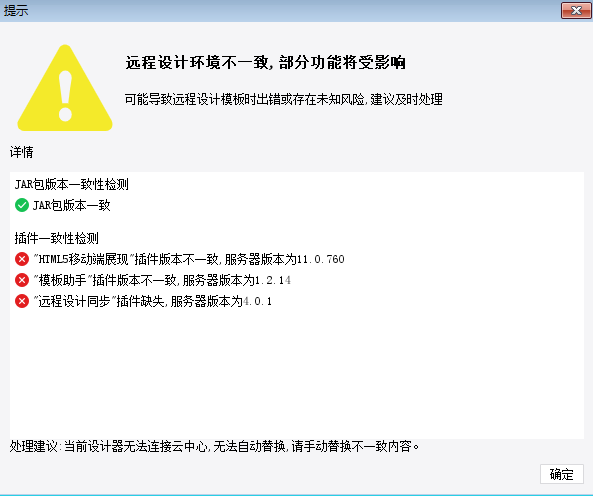 提示
远程设计环境不一致,部分功能将受影响
可能导致远程设计模板时出错或存在未知风险,建议及时处理
详情
JAR包版本一致性检测
JAR包版本一致
插件一致性检测
"HTML5移动端展现"插件版本不一致,服务器版本为11.0.760
"模板助手"插件版本不一致,服务器版本为1.2.14
"远程设计同步"插件缺失,服务器版本为4.0.1
处理建议:当前设计器无法连接云中心,无法自动替换,请手动替换不一致内容。
确定